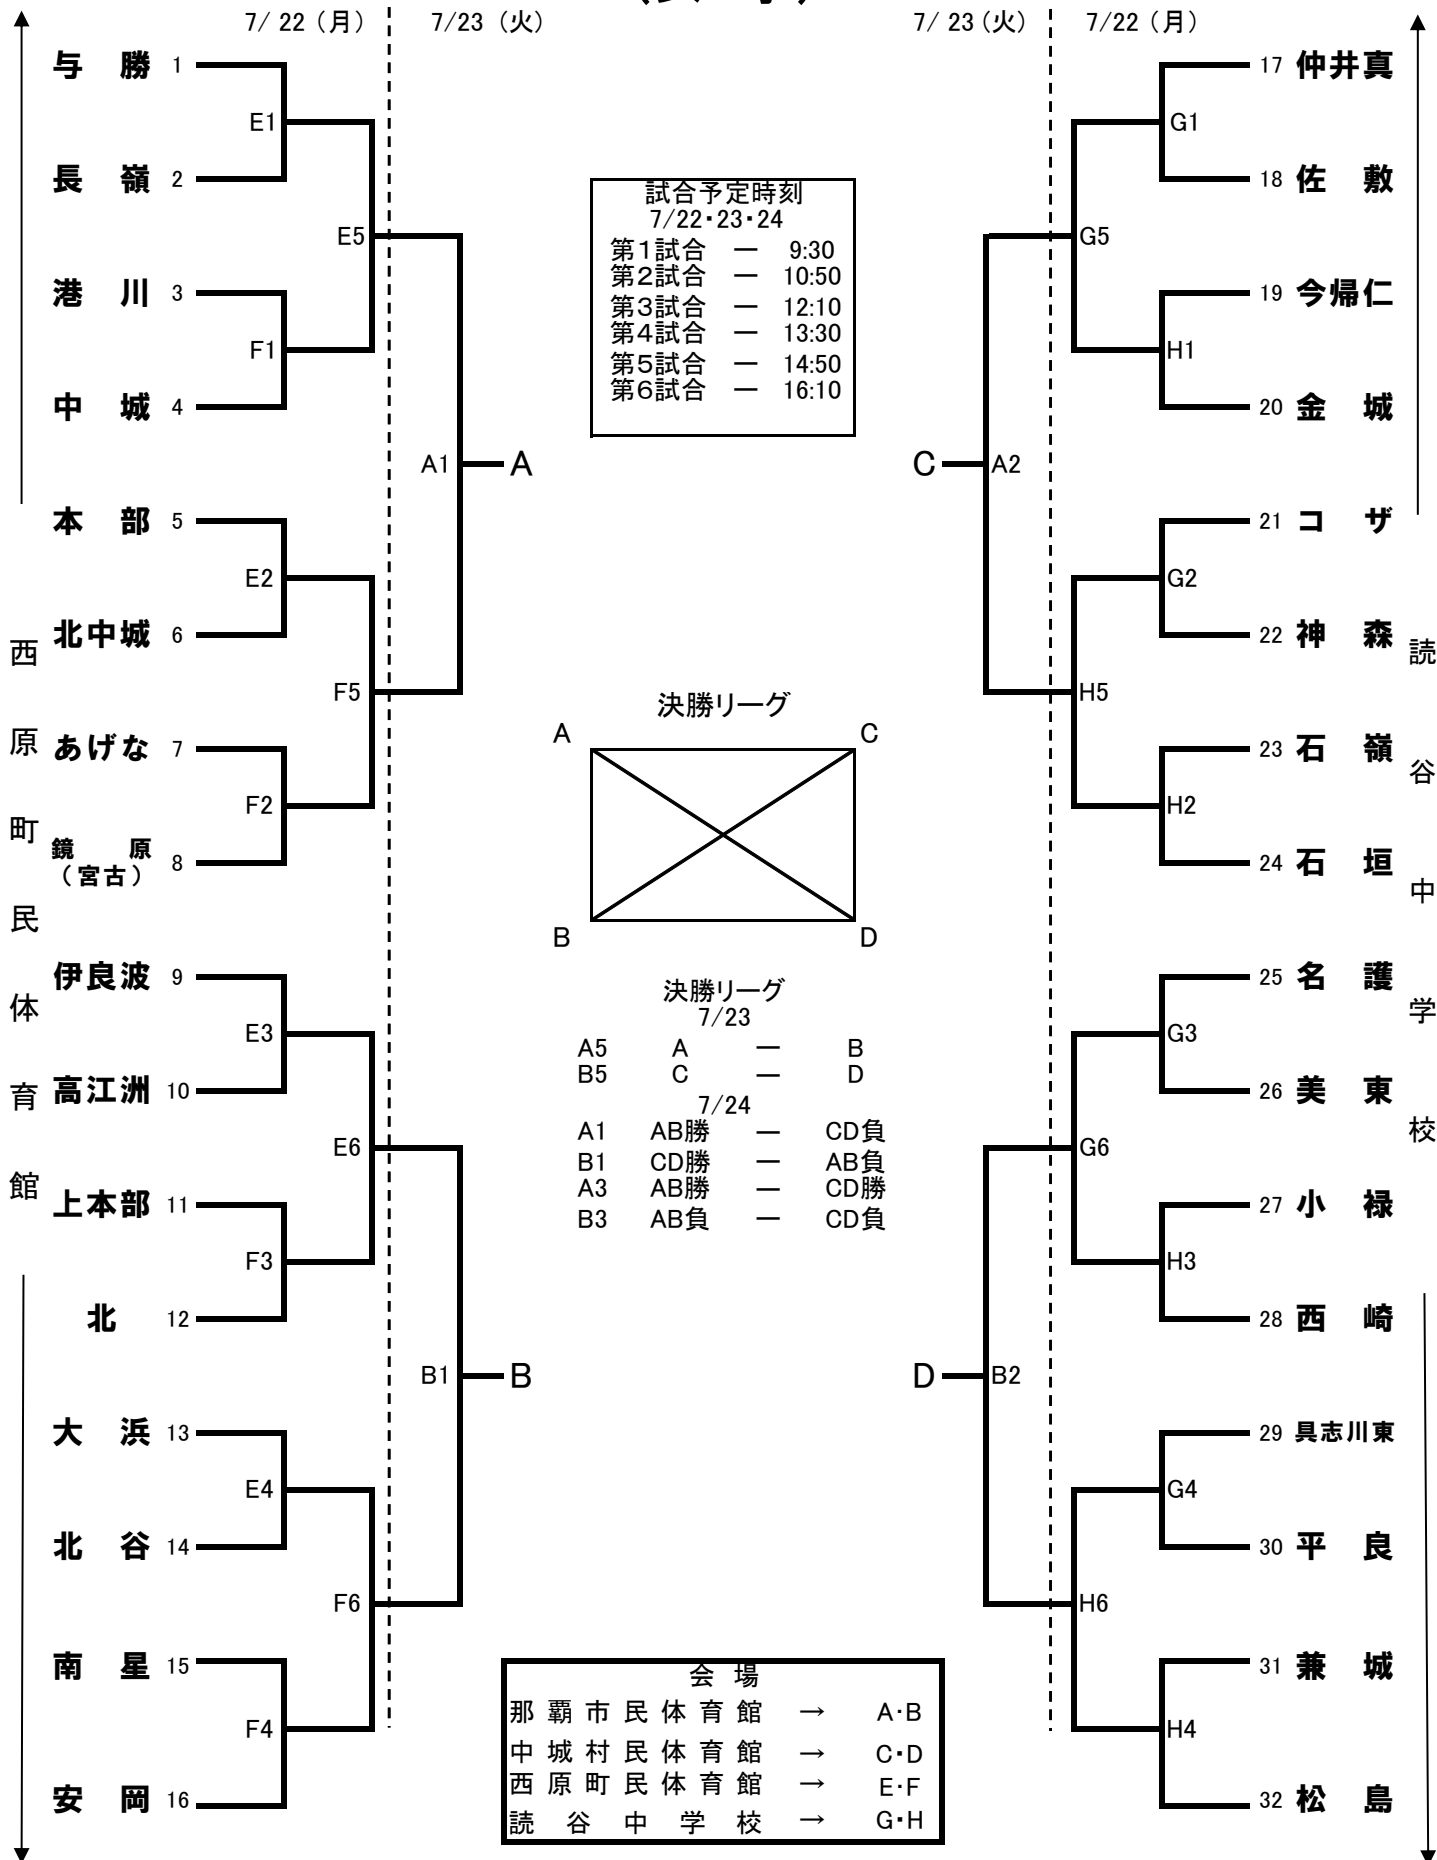 7/22（月）
7/23（火）
7/23（火）
7/22（月）
与勝 1
E1
長嶺 2
E5
港川 3
F1
中城 4
A1
A
本部 5
E2
北中城 6
F5
あげな 7
F2
鏡原
（宮古） 8
伊良波 9
E3
高江洲 10
E6
上本部 11
F3
北 12
B1
B
大浜 13
E4
北谷 14
F6
南星 15
F4
安岡 16
西原町民体育館
試合予定時刻
7/22・23・24
第1試合 ー 9:30
第2試合 ー 10:50
第3試合 ー 12:10
第4試合 ー 13:30
第5試合 ー 14:50
第6試合 ー 16:10
決勝リーグ
A C
B D
決勝リーグ
7/23
A5 A ー B
B5 C ー D
7/24
A1 AB勝 ー CD負
B1 CD勝 ー AB負
A3 AB勝 ー CD勝
B3 AB負 ー CD負
会場
那覇市民体育館 → A・B
中城村民体育館 → C・D
西原町民体育館 → E・F
読谷中学校 → G・H
17 仲井真
G1
18 佐敷
G5
19 今帰仁
H1
20 金城
C
A2
21 コザ
G2
22 神森
H5
23 石嶺
H2
24 石垣
25 名護
G3
26 美東
G6
27 小禄
H3
28 西崎
D
B2
29 具志川東
G4
30 平良
H6
31 兼城
H4
32 松島
読谷中学校